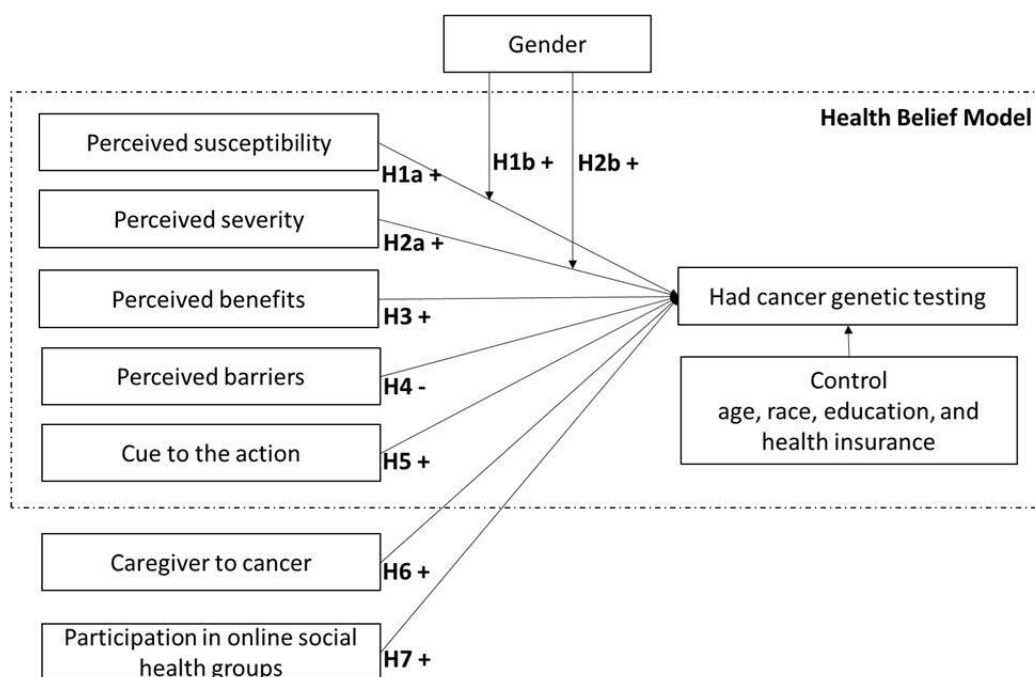 Gender
Health Belief Model
Perceived susceptibility
H1a +
H1b +
H2b +
Perceived severity
H2a +
Perceived benefits
H3 +
Had cancer genetic testing
Perceived barriers
H4 -
Control
age, race, education, and
health insurance
Cue to the action
H5 +
Caregiver to cancer
H6 +
Participation in online social
health groups
H7 +